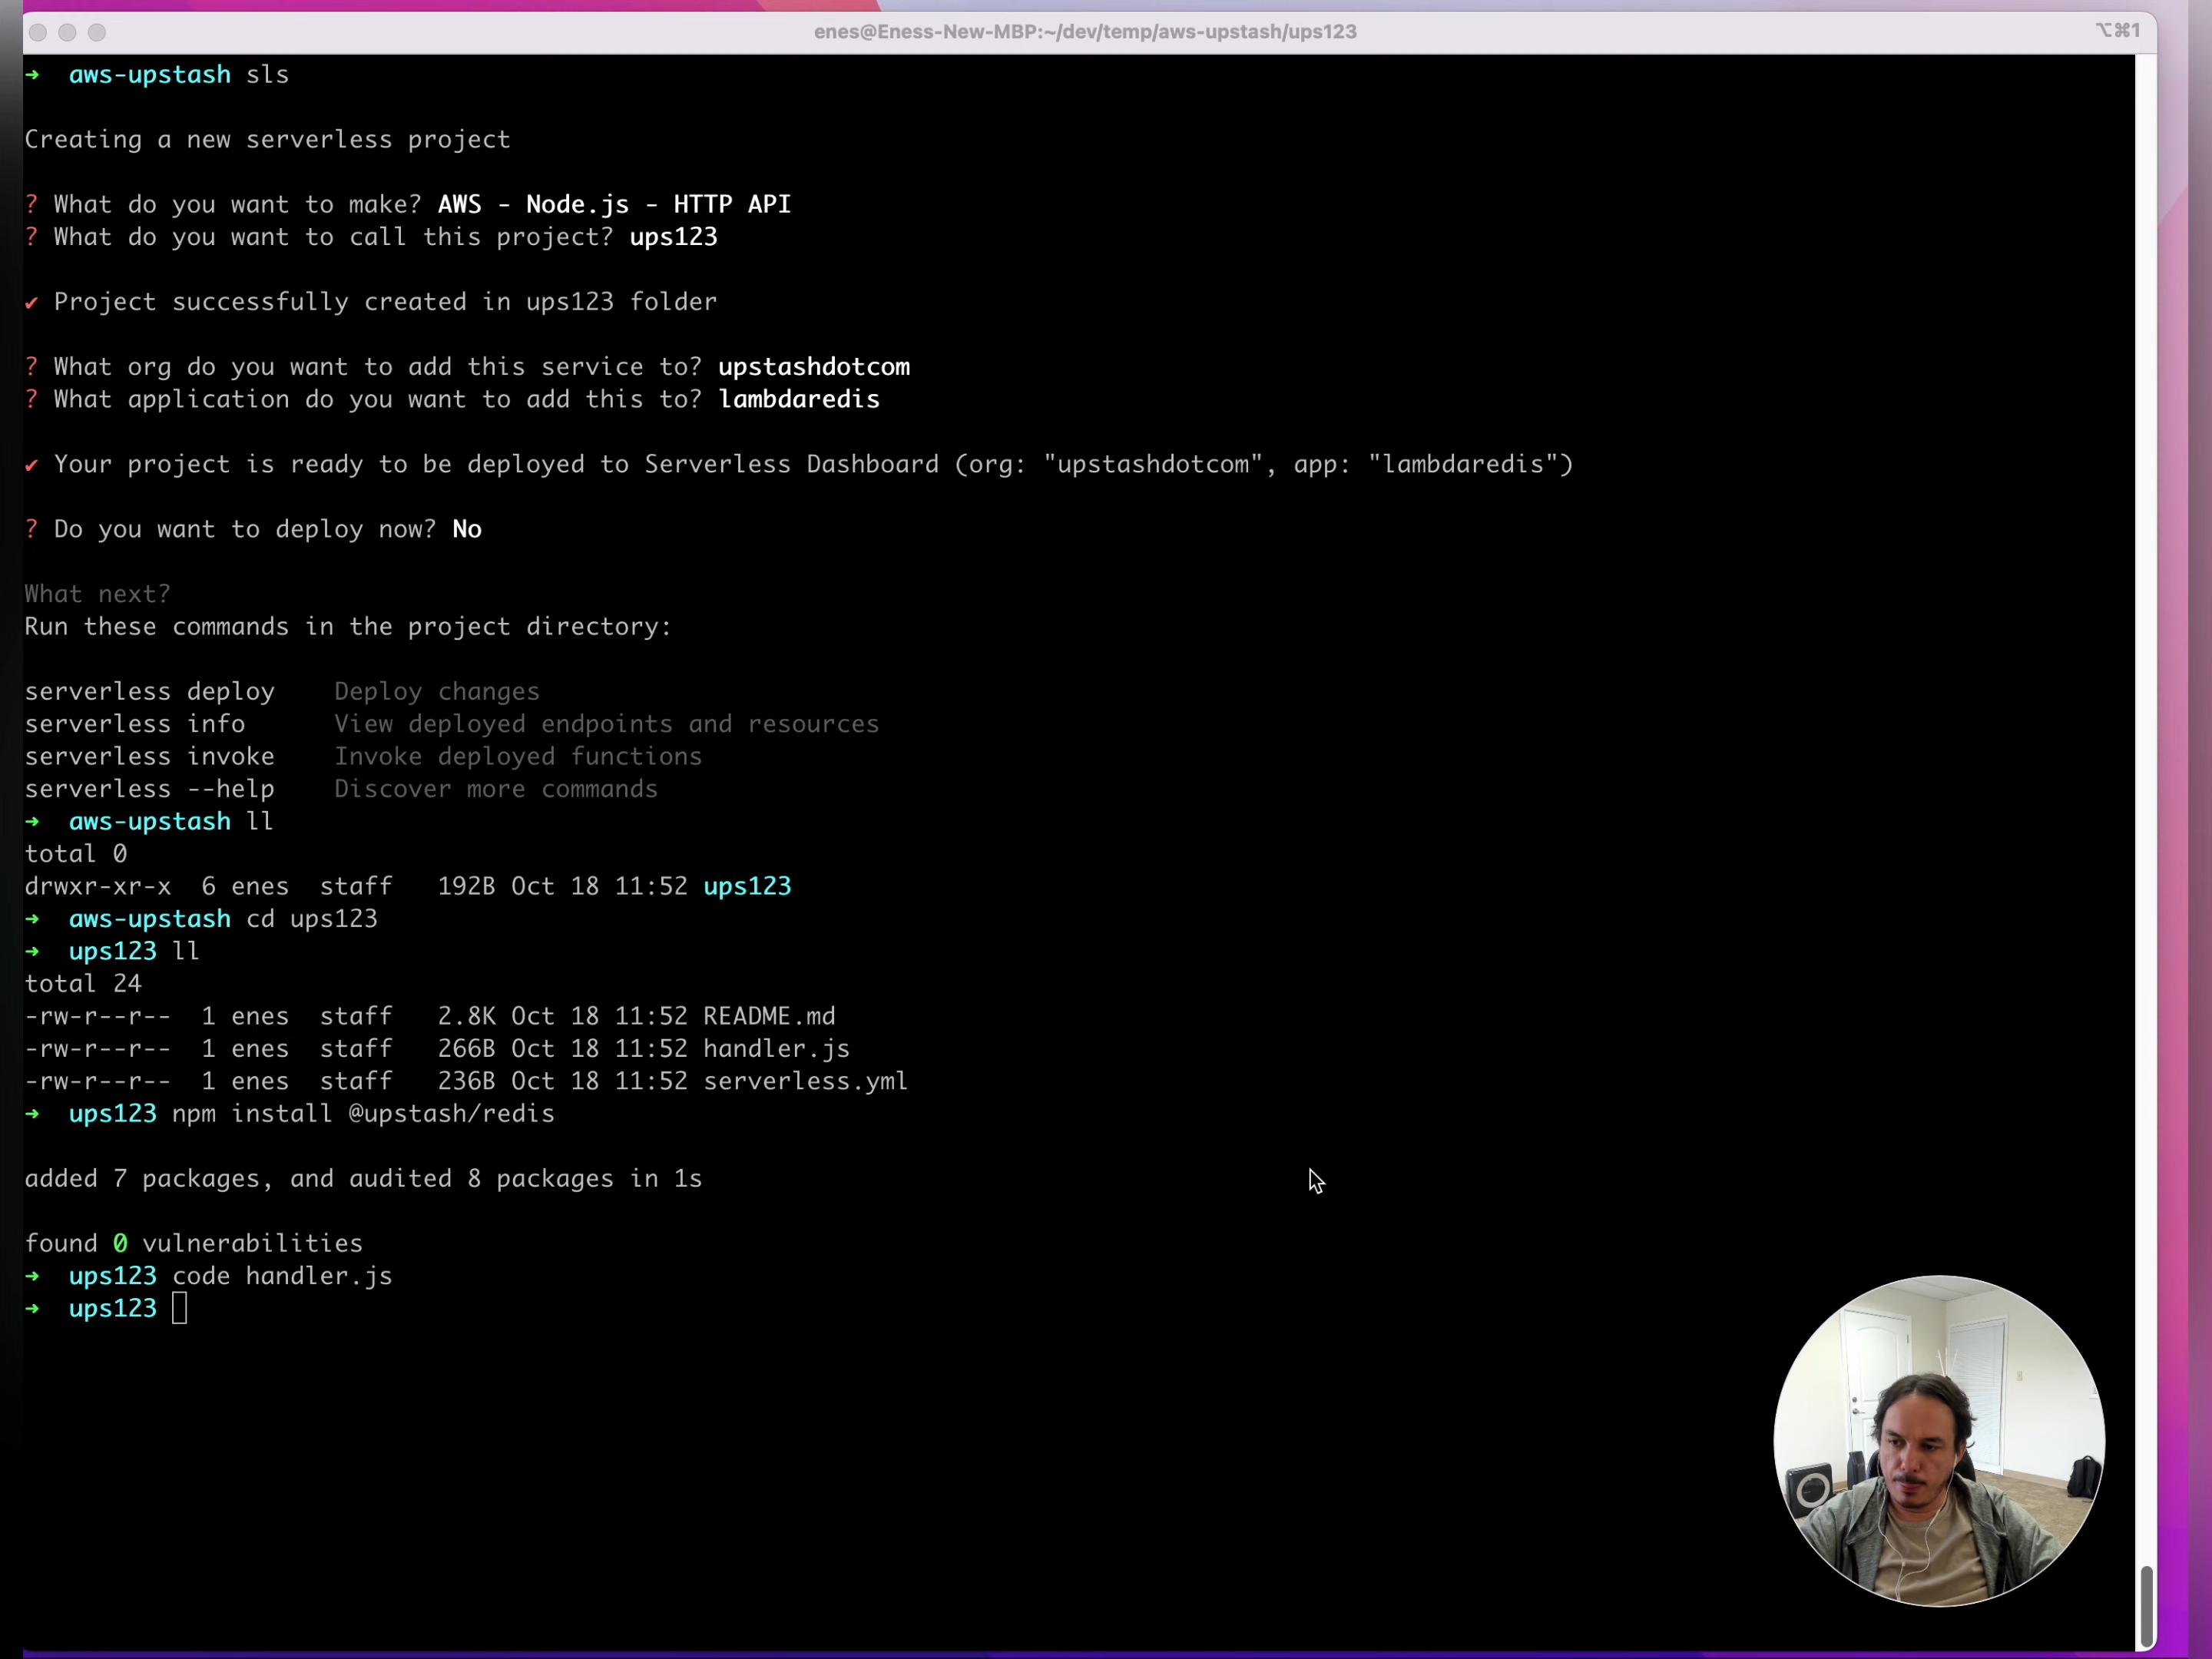 enes@Eness-New-MBP:~/dev/temp/aws-upstash/ups123
⌥⌘1
➜  aws-upstash sls
Creating a new serverless project
? What do you want to make? AWS - Node.js - HTTP API
? What do you want to call this project? ups123
✔ Project successfully created in ups123 folder
? What org do you want to add this service to? upstashdotcom
? What application do you want to add this to? lambdaredis
✔ Your project is ready to be deployed to Serverless Dashboard (org: "upstashdotcom", app: "lambdaredis")
? Do you want to deploy now? No
What next?
Run these commands in the project directory:
serverless deploy    Deploy changes
serverless info      View deployed endpoints and resources
serverless invoke    Invoke deployed functions
serverless --help    Discover more commands
➜  aws-upstash ll
total 0
drwxr-xr-x  6 enes  staff   192B Oct 18 11:52 ups123
➜  aws-upstash cd ups123
➜  ups123 ll
total 24
-rw-r--r--  1 enes  staff   2.8K Oct 18 11:52 README.md
-rw-r--r--  1 enes  staff   266B Oct 18 11:52 handler.js
-rw-r--r--  1 enes  staff   236B Oct 18 11:52 serverless.yml
➜  ups123 npm install @upstash/redis
added 7 packages, and audited 8 packages in 1s
found 0 vulnerabilities
➜  ups123 code handler.js
➜  ups123